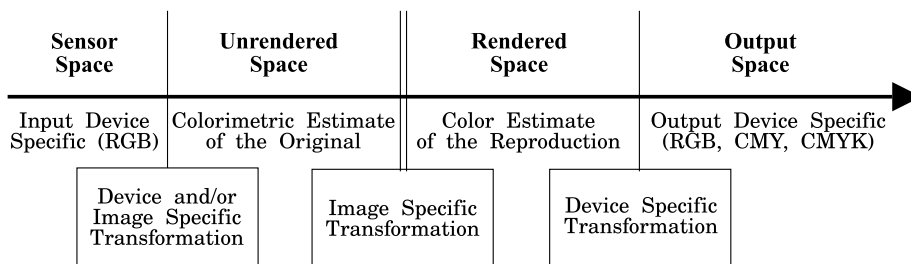 Sensor
Space
Unrendered
Space
Rendered
Space
Output
Space
Input Device
Specific (RGB)
Colorimetric Estimate
of the Original
Color Estimate
of the Reproduction
Output Device Specific
(RGB, CMY, CMYK)
Device and/or
Image Specific
Transformation
Image Specific
Transformation
Device Specific
Transformation